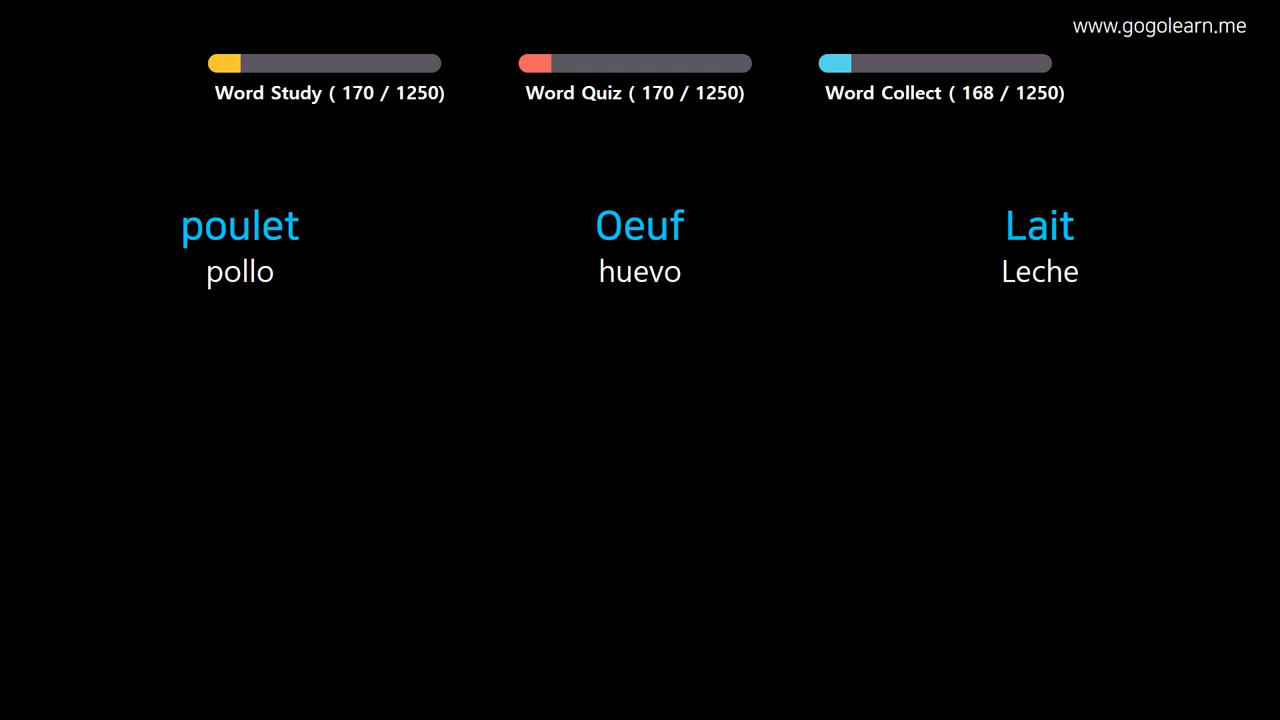 www.gogolearn.me
Word Study ( 170 / 1250)
Word Quiz ( 170 / 1250)
Word Collect ( 168 / 1250)
poulet
pollo
Oeuf
huevo
Lait
Leche